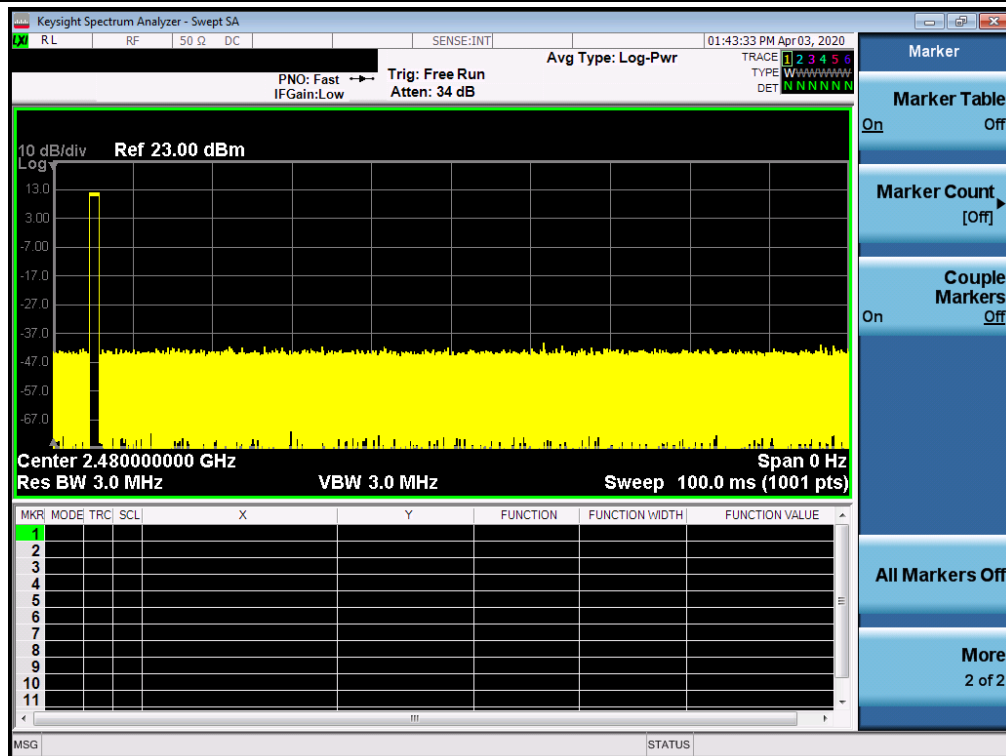 Keysight Spectrum Analyzer - Swept SA
LXI RL RF 50 Ω DC SENSE:INT 01:43:33 PM Apr 03, 2020
Avg Type: Log-Pwr
TRACE 1 2 3 4 5 6
TYPE WWWWWW
DET N N N N N N
PNO: Fast
IFGain:Low
Trig: Free Run
Atten: 34 dB
10 dB/div Ref 23.00 dBm
Log
13.0
3.00
-7.00
-17.0
-27.0
-37.0
-47.0
-57.0
-67.0
Center 2.480000000 GHz Span 0 Hz
Res BW 3.0 MHz VBW 3.0 MHz Sweep 100.0 ms (1001 pts)
MKR MODE TRC SCL X Y FUNCTION FUNCTION WIDTH FUNCTION VALUE
1
2
3
4
5
6
7
8
9
10
11
MSG STATUS
Marker
Marker Table
On Off
Marker Count
[Off]
Couple
Markers
On Off
All Markers Off
More
2 of 2